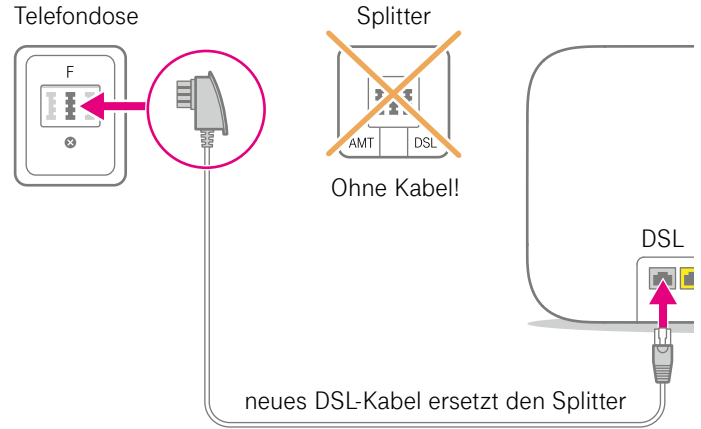 Telefondose
Splitter
F
AMT
DSL
Ohne Kabel!
DSL
neues DSL-Kabel ersetzt den Splitter